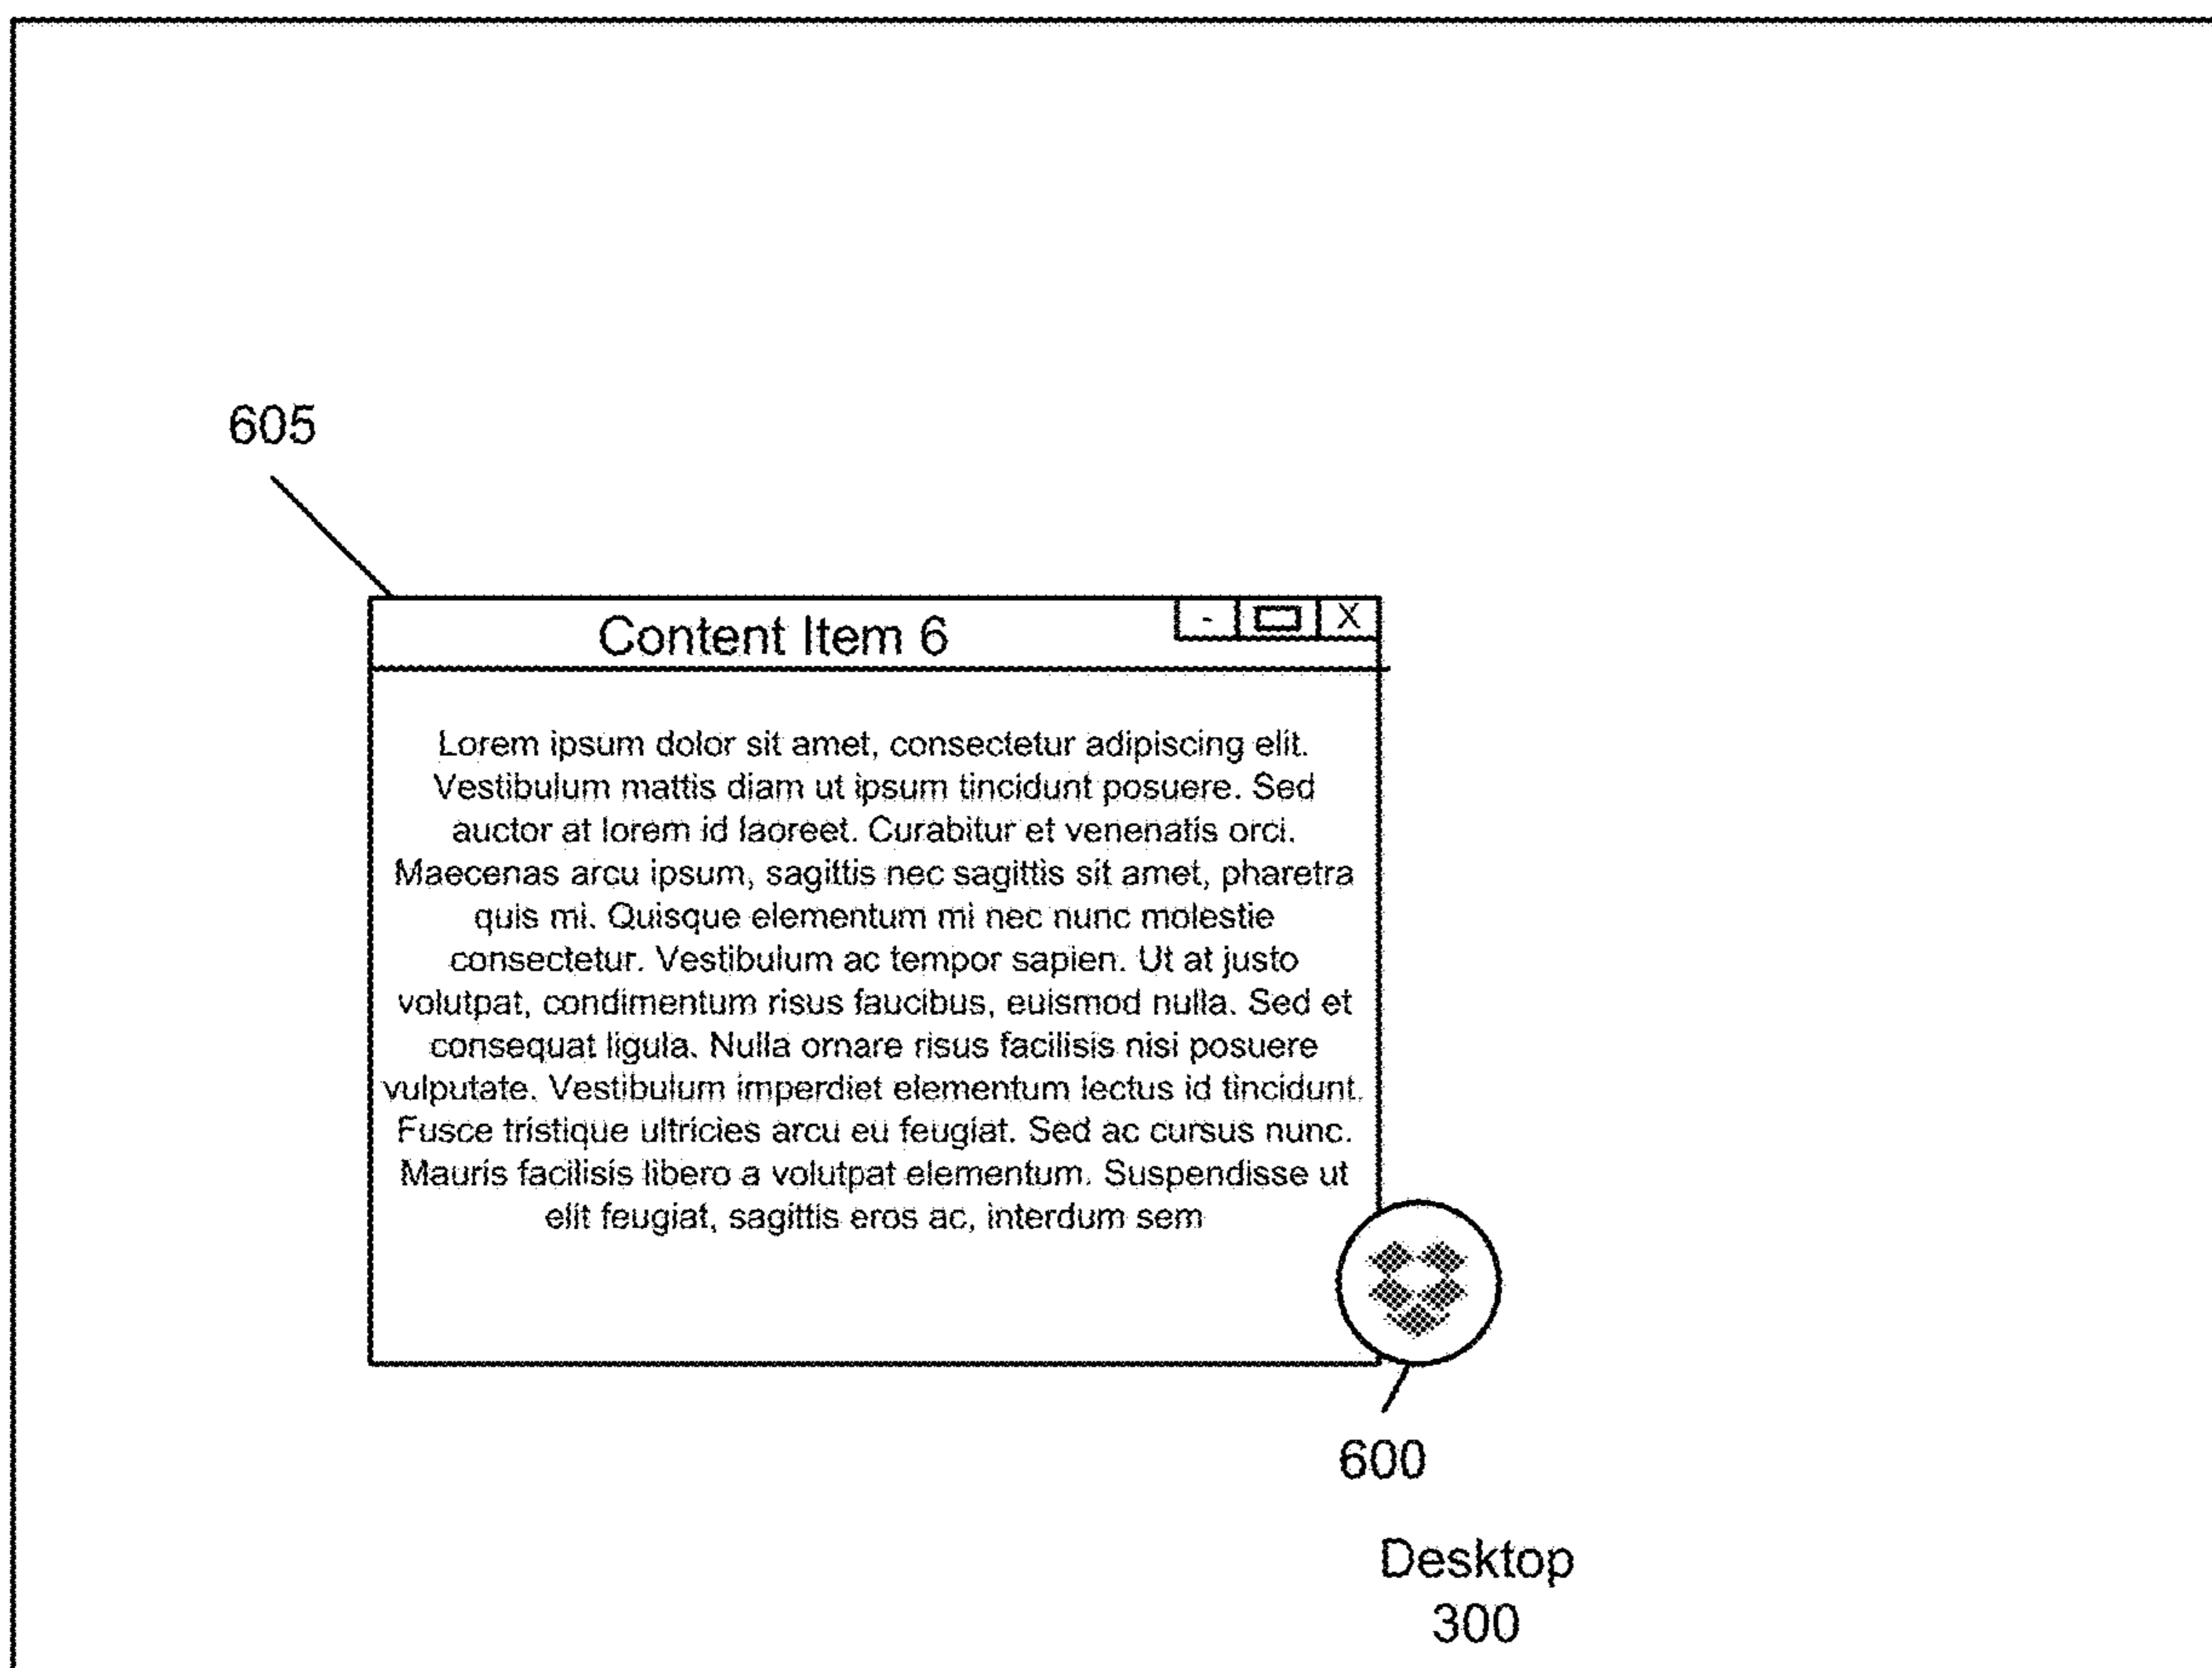 605
Content Item 6
- X
Lorem ipsum dolor sit amet, consectetur adipiscing elit.
Vestibulum mattis diam ut ipsum tincidunt posuere. Sed
auctor at lorem id laoreet. Curabitur et venenatis orci.
Maecenas arcu ipsum, sagittis nec sagittis sit amet, pharetra
quis mi. Quisque elementum mi nec nunc molestie
consectetur. Vestibulum ac tempor sapien. Ut at justo
volutpat, condimentum risus faucibus, euismod nulla. Sed et
consequat ligula. Nulla ornare risus facilisis nisi posuere
vulputate. Vestibulum imperdiet elementum lectus id tincidunt.
Fusce tristique ultricies arcu eu feugiat. Sed ac cursus nunc.
Mauris facilisis libero a volutpat elementum. Suspendisse ut
elit feugiat, sagittis eros ac, interdum sem
600
Desktop
300